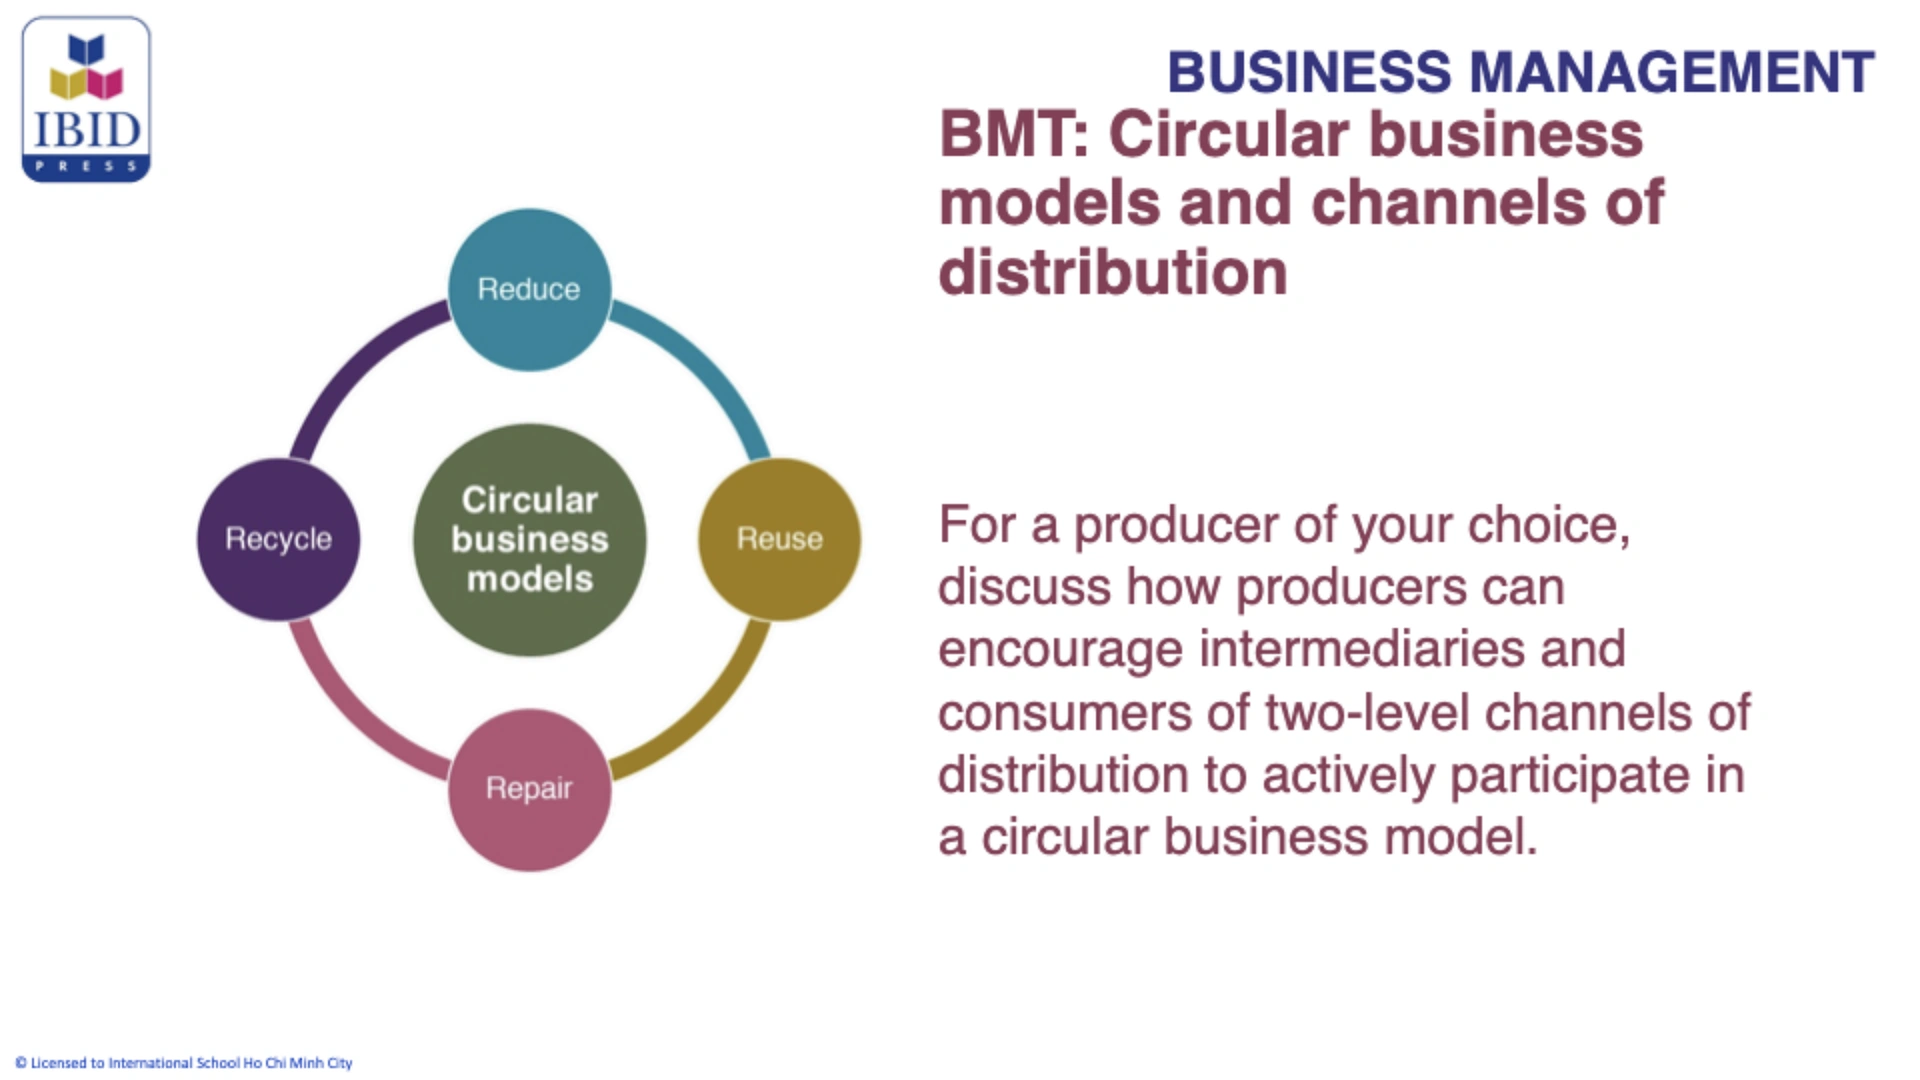 IBID
PRESS
BUSINESS MANAGEMENT
BMT: Circular business
models and channels of
distribution
Reduce
Recycle
Circular
business
models
Reuse
Repair
For a producer of your choice,
discuss how producers can
encourage intermediaries and
consumers of two-level channels of
distribution to actively participate in
a circular business model.
© Licensed to International School Ho Chi Minh City